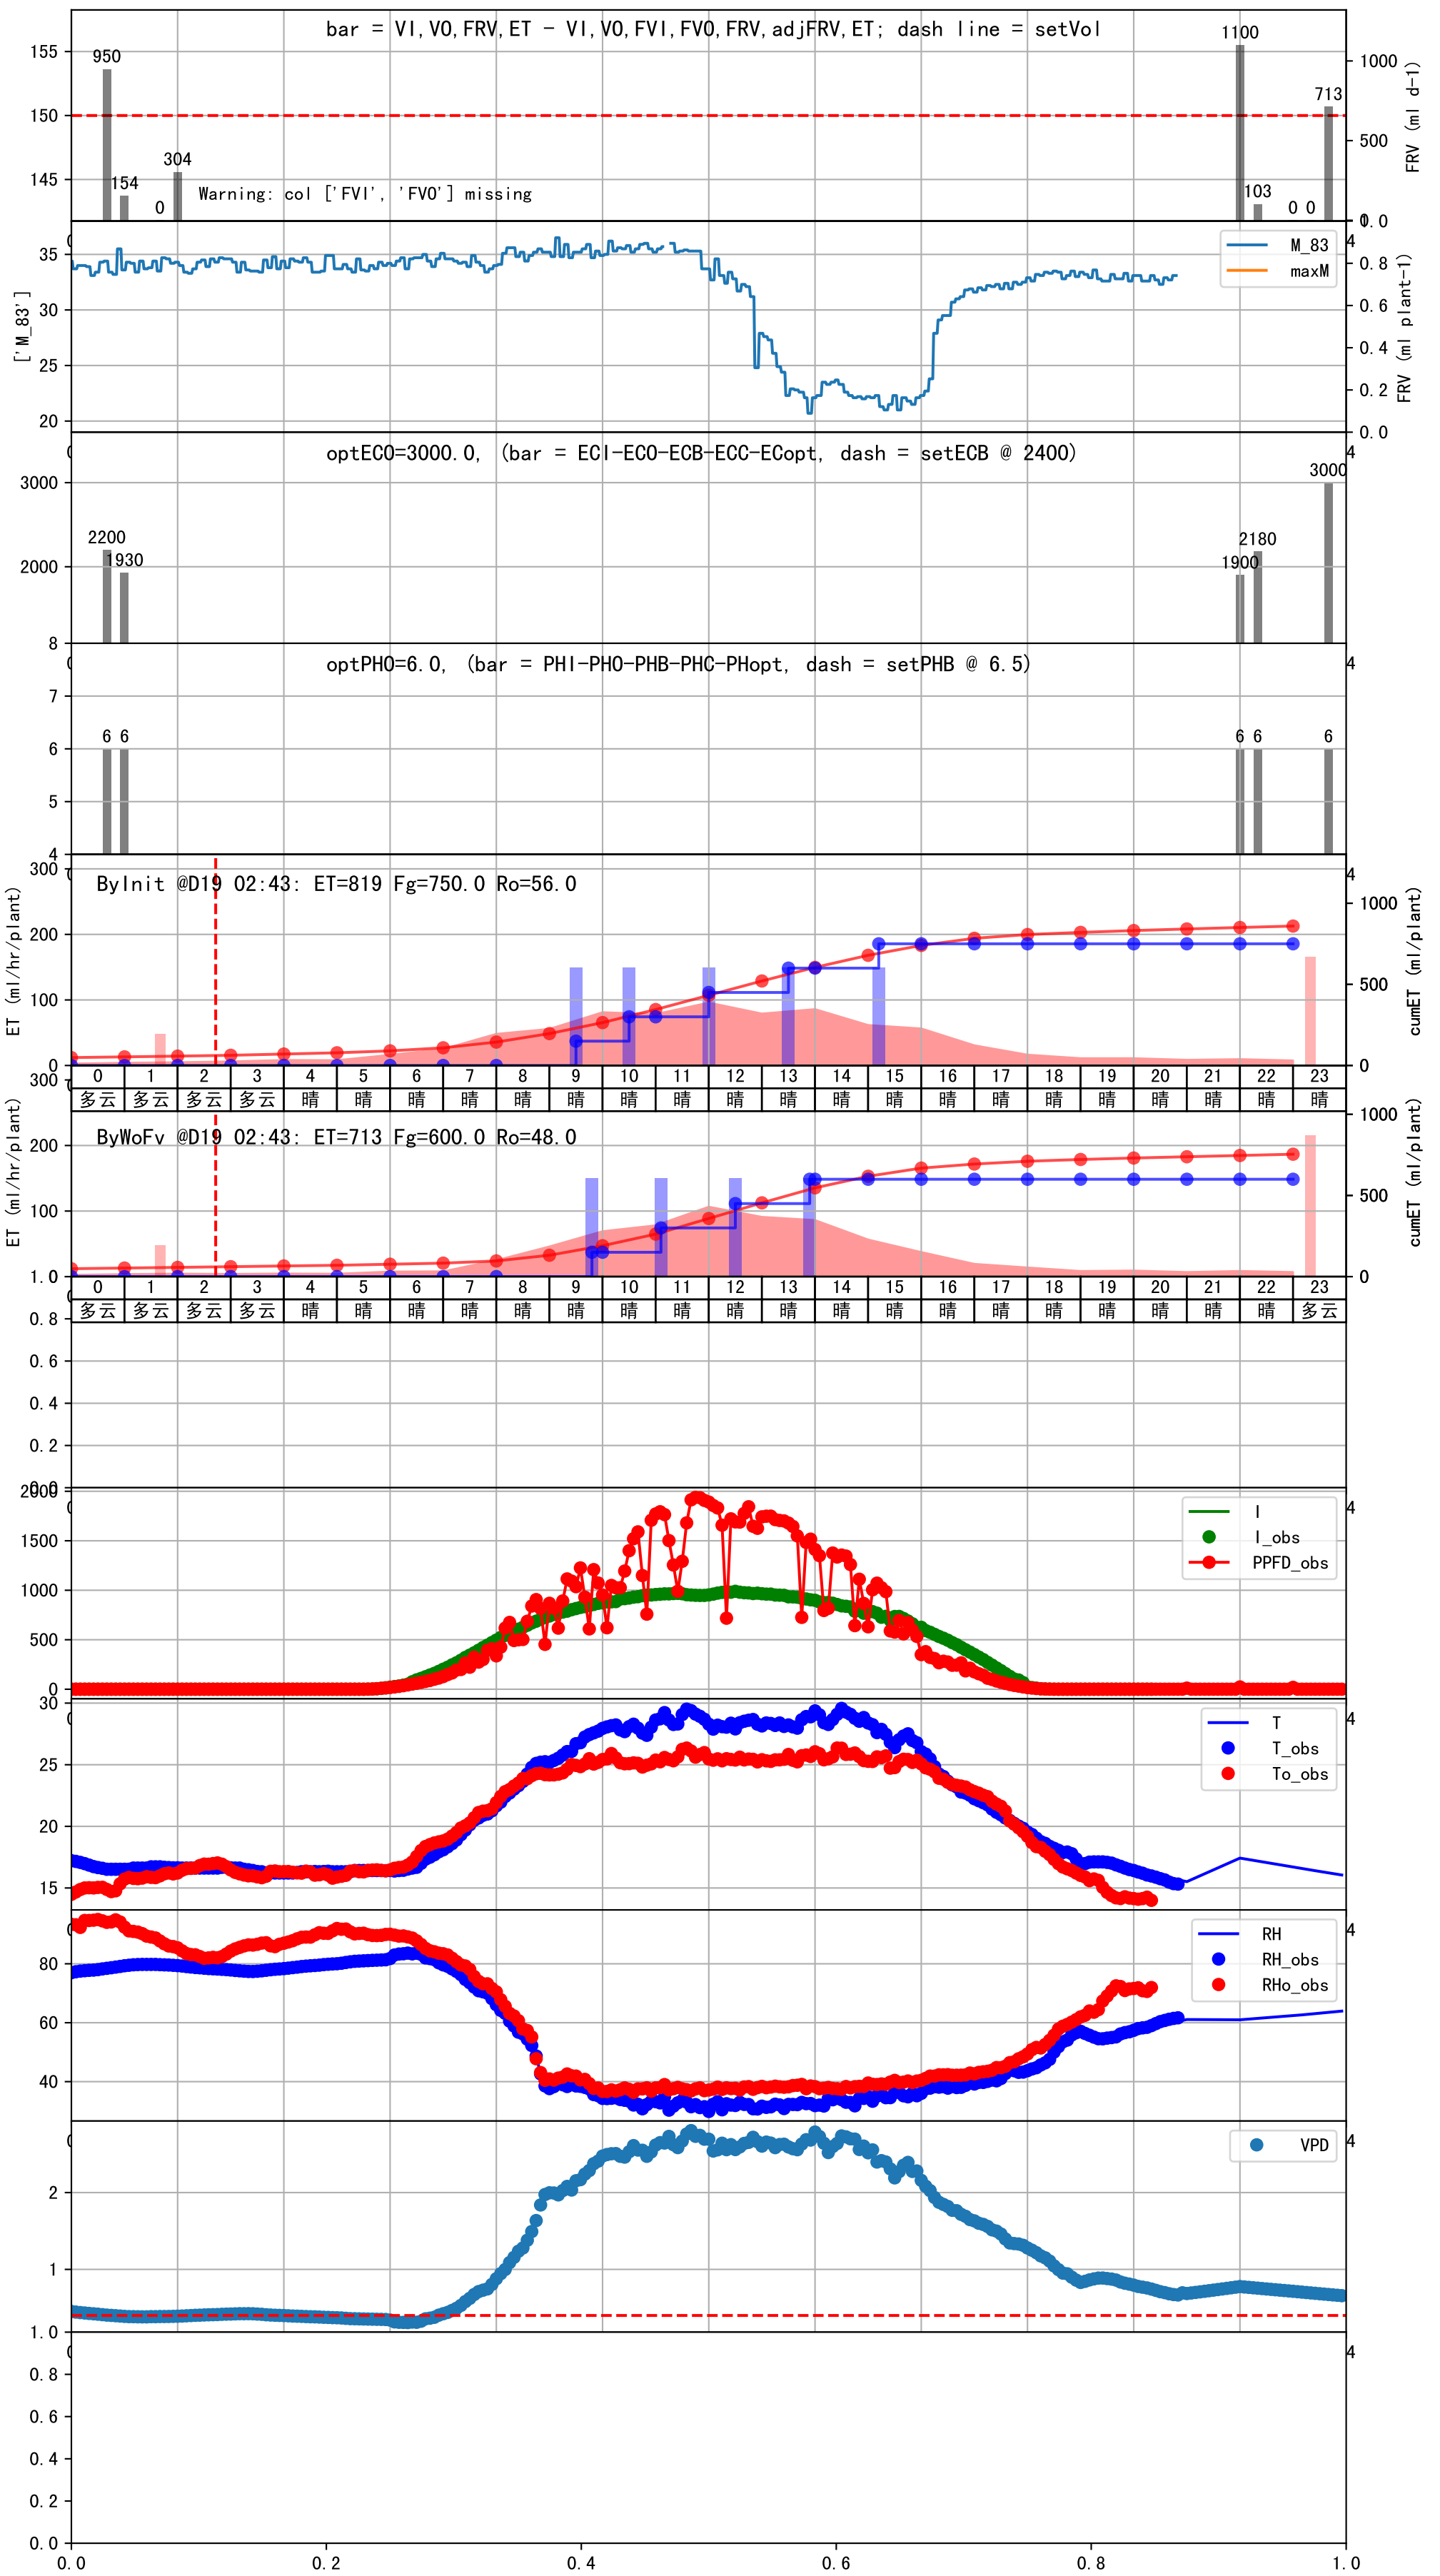 bar = VI,VO,FRV,ET - VI,VO,FVI,FVO,FRV,adjFRV,ET; dash line = setVol
155
150
145
950
154
0
304
Warning: col ['FVI', 'FVO'] missing
1100
103
0
0
713
1000
500
0.0
FRV (ml d-1)
35
30
25
20
['M_83']
M_83
maxM
4
0.8
0.6
0.4
0.2
0.0
FRV (ml plant-1)
optECO=3000.0, (bar = ECI-ECO-ECB-ECC-ECopt, dash = setECB @ 2400)
4
3000
2000
2200
1930
1900
2180
3000
optPHO=6.0, (bar = PHI-PHO-PHB-PHC-PHopt, dash = setPHB @ 6.5)
4
8
7
6
5
4
6 6
6 6
6
ByInit @D19 02:43: ET=819 Fg=750.0 Ro=56.0
4
300
200
100
0
ET (ml/hr/plant)
1000
500
0
cumET (ml/plant)
0 1 2 3 4 5 6 7 8 9 10 11 12 13 14 15 16 17 18 19 20 21 22 23
多云 多云 多云 多云 晴 晴 晴 晴 晴 晴 晴 晴 晴 晴 晴 晴 晴 晴 晴 晴 晴 晴 晴 晴
ByWoFv @D19 02:43: ET=713 Fg=600.0 Ro=48.0
300
200
100
ET (ml/hr/plant)
1000
500
0
cumET (ml/plant)
0 1 2 3 4 5 6 7 8 9 10 11 12 13 14 15 16 17 18 19 20 21 22 23
多云 多云 多云 多云 晴 晴 晴 晴 晴 晴 晴 晴 晴 晴 晴 晴 晴 晴 晴 晴 晴 晴 晴 多云
1.0
0.8
0.6
0.4
0.2
2000
1500
1000
500
0
I
I_obs
PPFD_obs
4
30
25
20
15
T
T_obs
To_obs
4
80
60
40
RH
RH_obs
RHo_obs
4
2
1
VPD
4
1.0
0.8
0.6
0.4
0.2
0.0
4
0.0 0.2 0.4 0.6 0.8 1.0